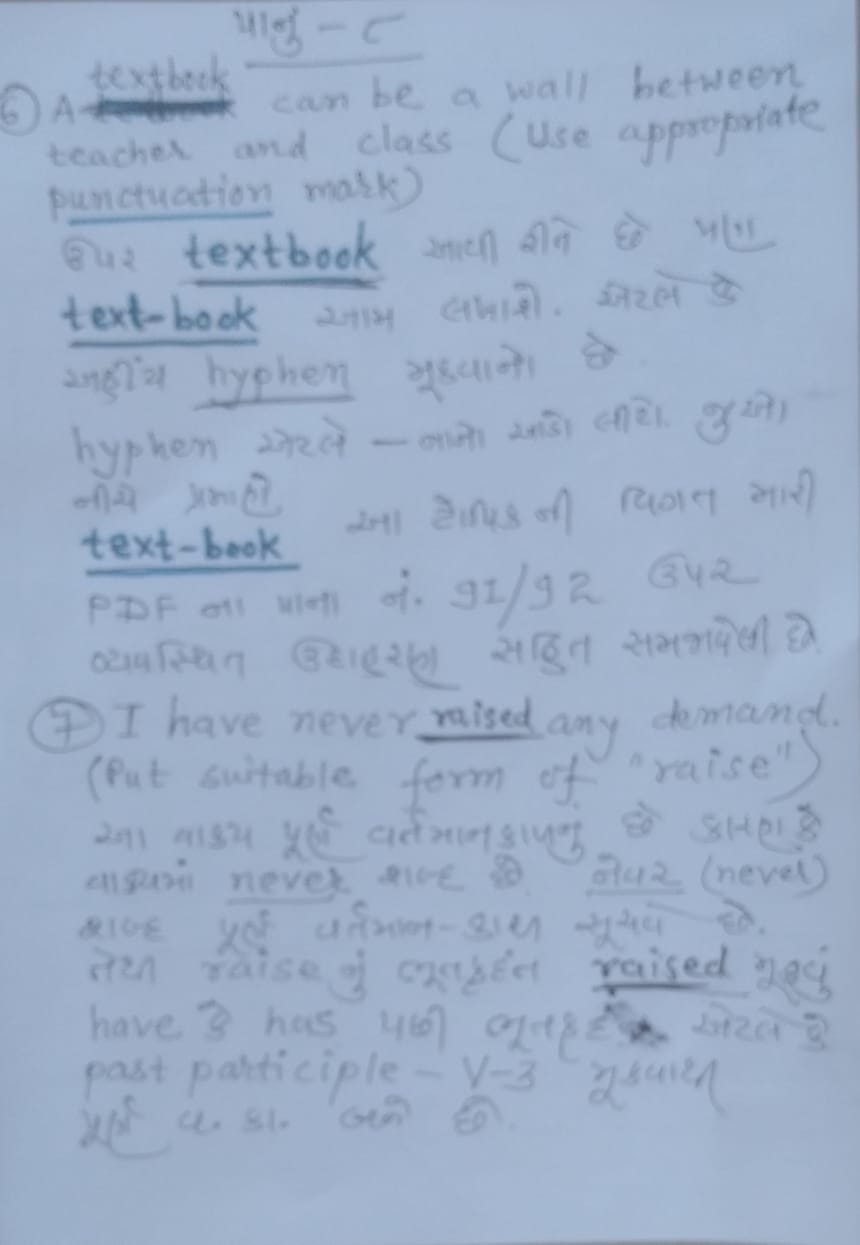 પાનું - ૮
textbook
⑥ A can be a wall between
teacher and class (Use appropriate
punctuation mark)
ઉપર textbook આવી રીતે છે પણ
text-book આમ લખાશે. એટલે કે
અહીંય hyphen મૂકવાનો છે.
hyphen એટલે – નાનો આડો લીટો. જુઓ
નીચે પ્રમાણે
text-book આ ટોપિક ની વિગત મારી
PDF ના પાના નં. 91/92 ઉપર
વ્યવસ્થિત ઉદાહરણ સહિત સમજાવેલી છે
⑦ I have never raised any demand.
(Put suitable form of "raise")
આ વાક્ય પૂર્ણ વર્તમાનકાળનું છે કારણ કે
વાક્યમાં never શબ્દ છે. નેવર (never)
શબ્દ પૂર્ણ વર્તમાન-કાળ સૂચવે છે.
તેથી raise નું ભૂતકૃદંત raised મૂક્યું
have કે has પછી ભૂતકૃદંત એટલે કે
past participle - V-3 મૂકવાથી
પૂર્ણ વ. કા. બને છે.